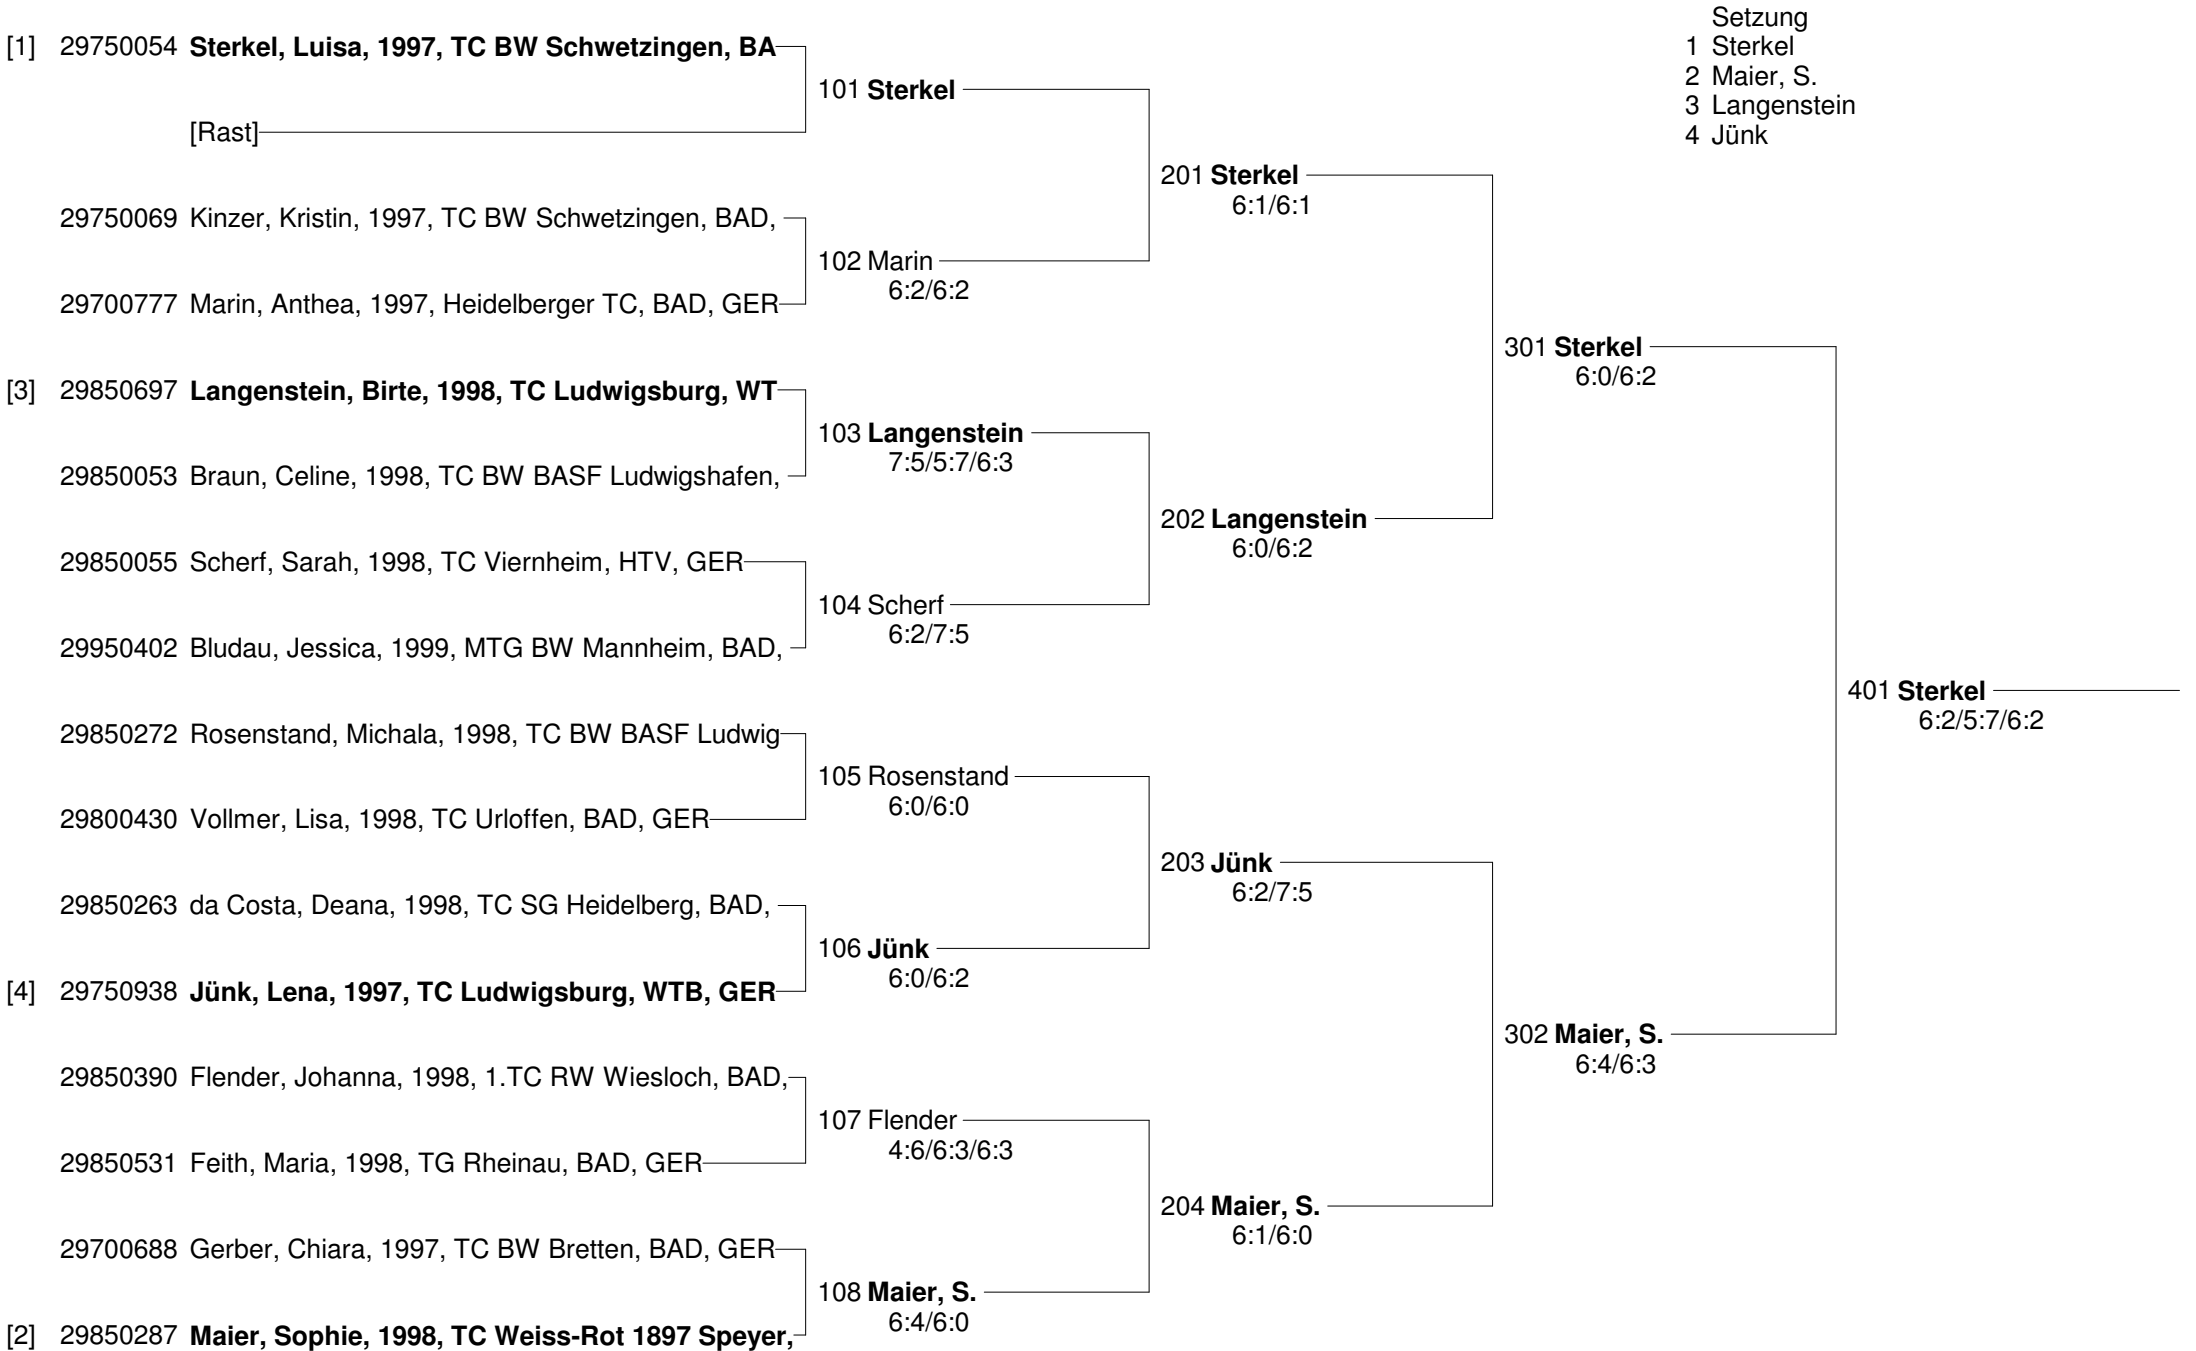 Setzung
1 Sterkel
2 Maier, S.
3 Langenstein
4 Jünk
[1] 29750054 Sterkel, Luisa, 1997, TC BW Schwetzingen, BA
[Rast]
29750069 Kinzer, Kristin, 1997, TC BW Schwetzingen, BAD,
29700777 Marin, Anthea, 1997, Heidelberger TC, BAD, GER
[3] 29850697 Langenstein, Birte, 1998, TC Ludwigsburg, WT
29850053 Braun, Celine, 1998, TC BW BASF Ludwigshafen,
29850055 Scherf, Sarah, 1998, TC Viernheim, HTV, GER
29950402 Bludau, Jessica, 1999, MTG BW Mannheim, BAD,
29850272 Rosenstand, Michala, 1998, TC BW BASF Ludwig
29800430 Vollmer, Lisa, 1998, TC Urloffen, BAD, GER
29850263 da Costa, Deana, 1998, TC SG Heidelberg, BAD,
[4] 29750938 Jünk, Lena, 1997, TC Ludwigsburg, WTB, GER
29850390 Flender, Johanna, 1998, 1.TC RW Wiesloch, BAD,
29850531 Feith, Maria, 1998, TG Rheinau, BAD, GER
29700688 Gerber, Chiara, 1997, TC BW Bretten, BAD, GER
[2] 29850287 Maier, Sophie, 1998, TC Weiss-Rot 1897 Speyer,
101 Sterkel
102 Marin
6:2/6:2
103 Langenstein
7:5/5:7/6:3
104 Scherf
6:2/7:5
105 Rosenstand
6:0/6:0
106 Jünk
6:0/6:2
107 Flender
4:6/6:3/6:3
108 Maier, S.
6:4/6:0
201 Sterkel
6:1/6:1
202 Langenstein
6:0/6:2
203 Jünk
6:2/7:5
204 Maier, S.
6:1/6:0
301 Sterkel
6:0/6:2
302 Maier, S.
6:4/6:3
401 Sterkel
6:2/5:7/6:2